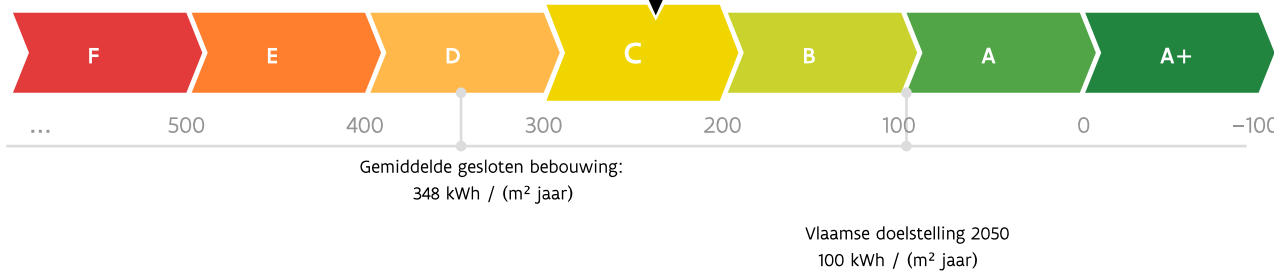 F E D C B A A+
... 500 400 300 200 100 0 −100
Gemiddelde gesloten bebouwing:
348 kWh / (m² jaar)
Vlaamse doelstelling 2050
100 kWh / (m² jaar)